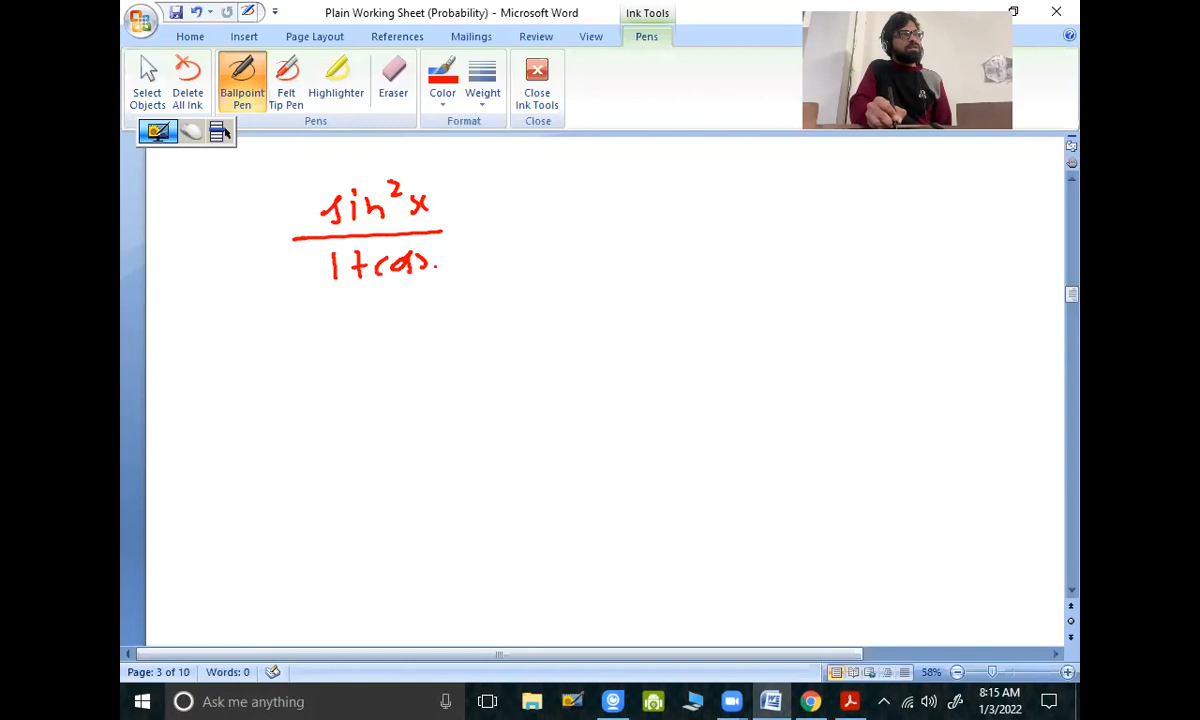 Plain Working Sheet (Probability) - Microsoft Word
Ink Tools
Home Insert Page Layout References Mailings Review View Pens
Select Objects
Delete All Ink
Ballpoint Pen
Felt Tip Pen
Highlighter
Eraser
Color
Weight
Close Ink Tools
Pens
Format
Close
sin²x
1+cos
Page: 3 of 10 Words: 0
58%
Ask me anything
8:15 AM
1/3/2022